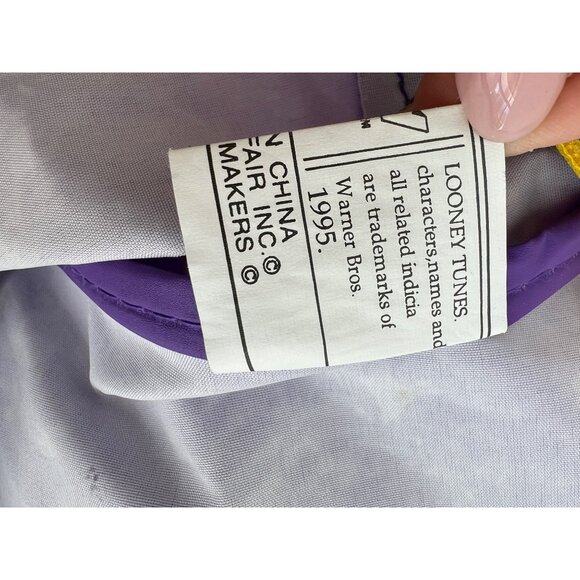 LOONEY TUNES.
characters,names and
all related indicia
are trademarks of
Warner Bros.
1995.
N CHINA
FAIR INC.©
MAKERS ©